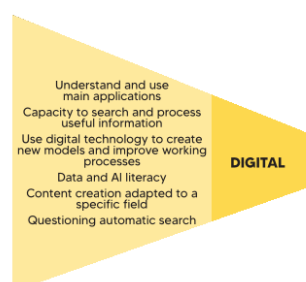 Understand and use
main applications
Capacity to search and process
useful information
Use digital technology to create
new models and improve working
processes
Data and AI literacy
Content creation adapted to a
specific field
Questioning automatic search
DIGITAL